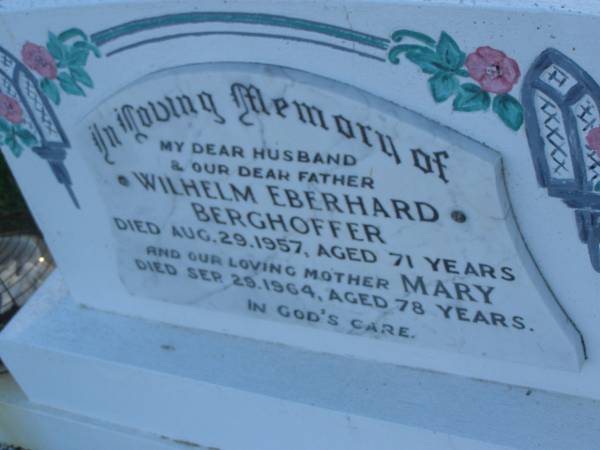 In Loving Memory of
MY DEAR HUSBAND
& OUR DEAR FATHER
WILHELM EBERHARD
BERGHOFFER
DIED AUG. 29. 1957, AGED 71 YEARS
AND OUR LOVING MOTHER MARY
DIED SEP. 29. 1964, AGED 78 YEARS.
IN GOD'S CARE.